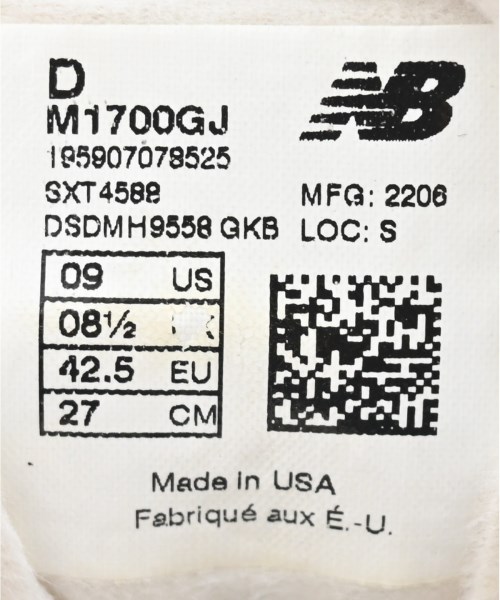 D
NB
M1700GJ
195907078525
SXT4588
MFG: 2206
DSDMH9558 GKB
LOC: S
09 US
08½
42.5 EU
27 CM
Made in USA
Fabriqué aux É.-U.